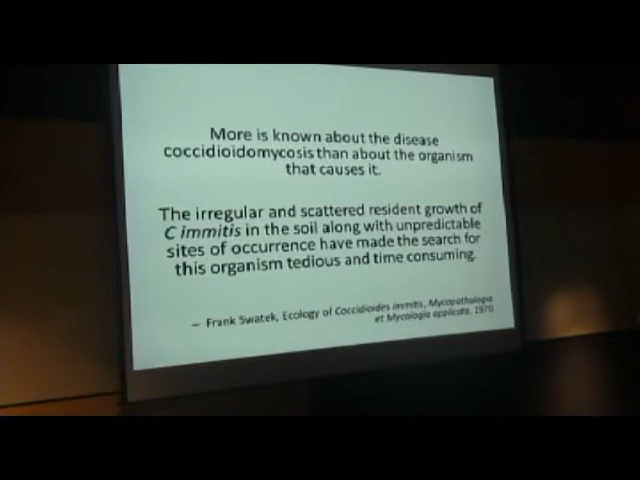 More is known about the disease
coccidioidomycosis than about the organism
that causes it.
The irregular and scattered resident growth of
C immitis in the soil along with unpredictable
sites of occurrence have made the search for
this organism tedious and time consuming.
– Frank Swatek, Ecology of Coccidioides immitis, Mycopathologia
et Mycologia applicata, 1970